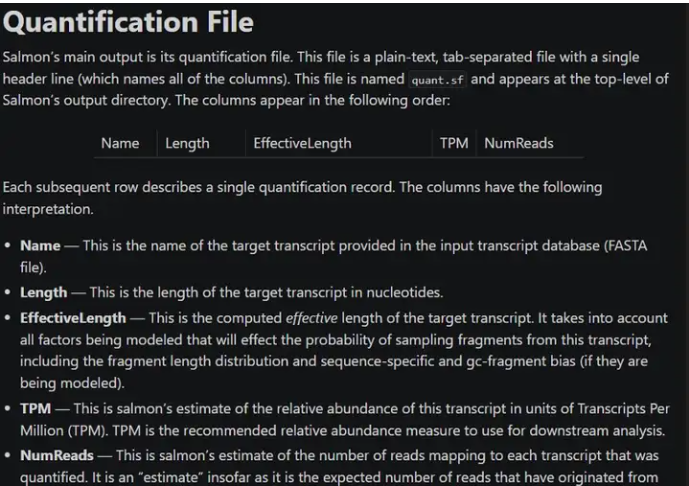 Quantification File
Salmon's main output is its quantification file. This file is a plain-text, tab-separated file with a single
header line (which names all of the columns). This file is named quant.sf and appears at the top-level of
Salmon's output directory. The columns appear in the following order:
Name Length EffectiveLength TPM NumReads
Each subsequent row describes a single quantification record. The columns have the following
interpretation.
• Name — This is the name of the target transcript provided in the input transcript database (FASTA
file).
• Length — This is the length of the target transcript in nucleotides.
• EffectiveLength — This is the computed effective length of the target transcript. It takes into account
all factors being modeled that will effect the probability of sampling fragments from this transcript,
including the fragment length distribution and sequence-specific and gc-fragment bias (if they are
being modeled).
• TPM — This is salmon's estimate of the relative abundance of this transcript in units of Transcripts Per
Million (TPM). TPM is the recommended relative abundance measure to use for downstream analysis.
• NumReads — This is salmon's estimate of the number of reads mapping to each transcript that was
quantified. It is an "estimate" insofar as it is the expected number of reads that have originated from